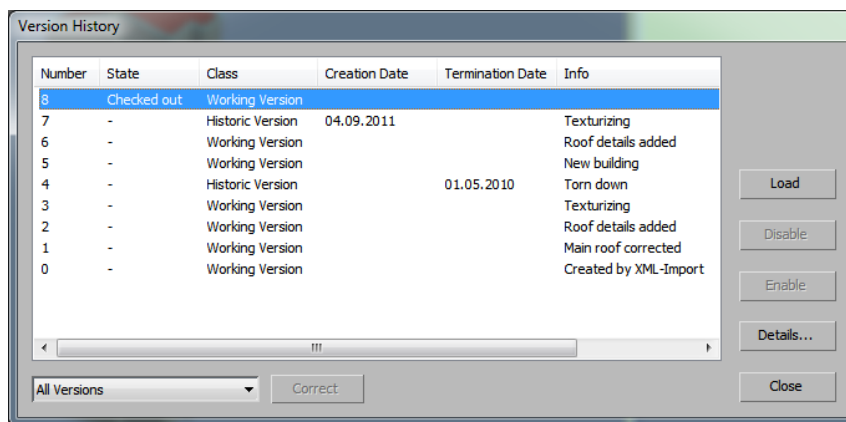 Version History
Number State Class Creation Date Termination Date Info
8 Checked out Working Version
7 - Historic Version 04.09.2011 Texturizing
6 - Working Version Roof details added
5 - Working Version New building
4 - Historic Version 01.05.2010 Torn down
3 - Working Version Texturizing
2 - Working Version Roof details added
1 - Working Version Main roof corrected
0 - Working Version Created by XML-Import
Load
Disable
Enable
Details...
Close
All Versions
Correct